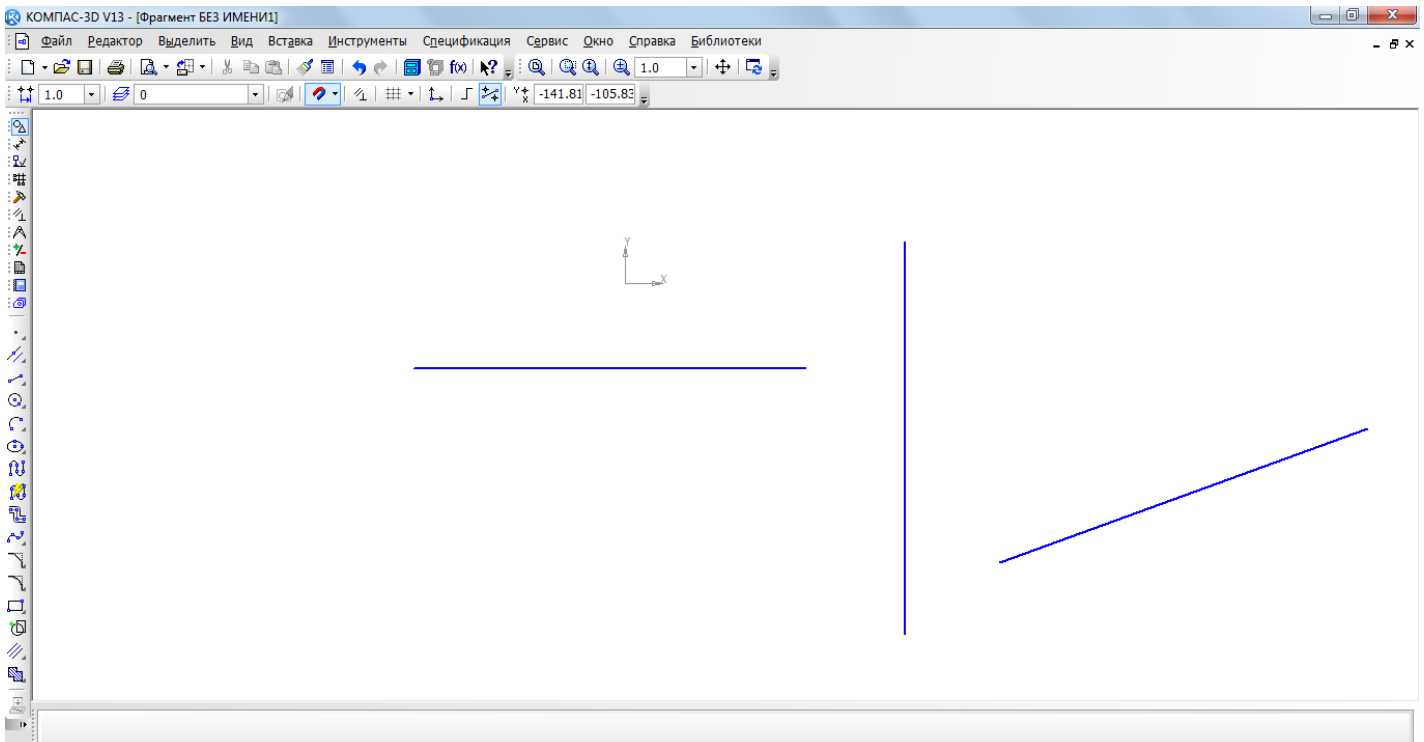 КОМПАС-3D V13 - [Фрагмент БЕЗ ИМЕНИ1]
Файл Редактор Выделить Вид Вставка Инструменты Спецификация Сервис Окно Справка Библиотеки
f(x) 1.0
1.0 0 -141.81 -105.83
Y
X